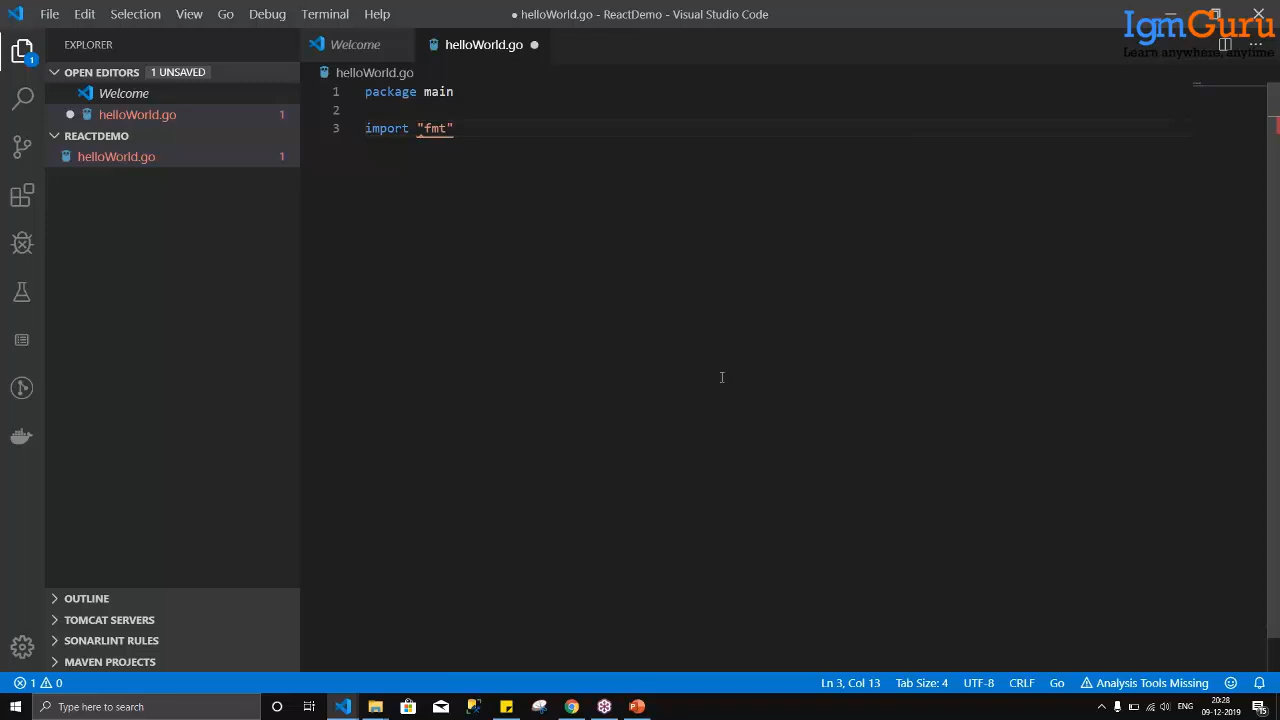 File Edit Selection View Go Debug Terminal Help
● helloWorld.go - ReactDemo - Visual Studio Code
IgmGuru
Learn anywhere, anytime.
EXPLORER
Welcome
helloWorld.go
OPEN EDITORS 1 UNSAVED
Welcome
helloWorld.go 1
REACTDEMO
helloWorld.go 1
helloWorld.go
1 package main
2
3 import "fmt"
OUTLINE
TOMCAT SERVERS
SONARLINT RULES
MAVEN PROJECTS
1
1 0
Ln 3, Col 13
Tab Size: 4
UTF-8
CRLF
Go
Analysis Tools Missing
Type here to search
ENG
20:28
09-12-2019